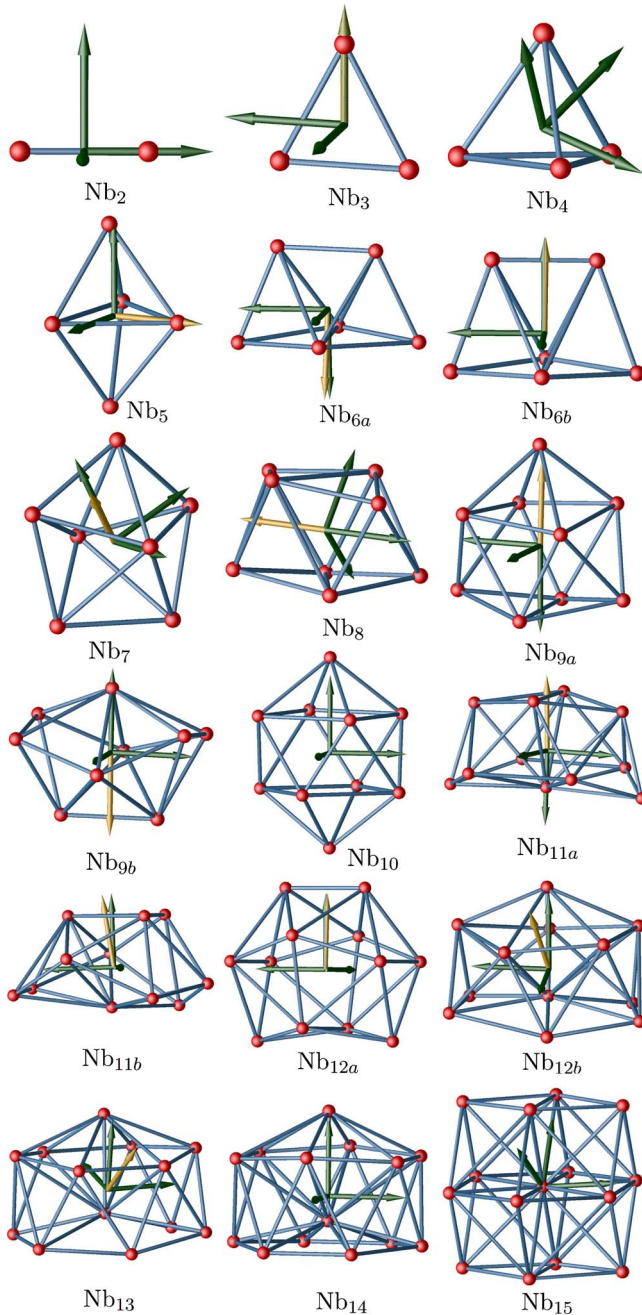 Nb₂ Nb₃ Nb₄
Nb₅ Nb₆ₐ Nb₆b
Nb₇ Nb₈ Nb₉ₐ
Nb₉b Nb₁₀ Nb₁₁ₐ
Nb₁₁b Nb₁₂ₐ Nb₁₂b
Nb₁₃ Nb₁₄ Nb₁₅